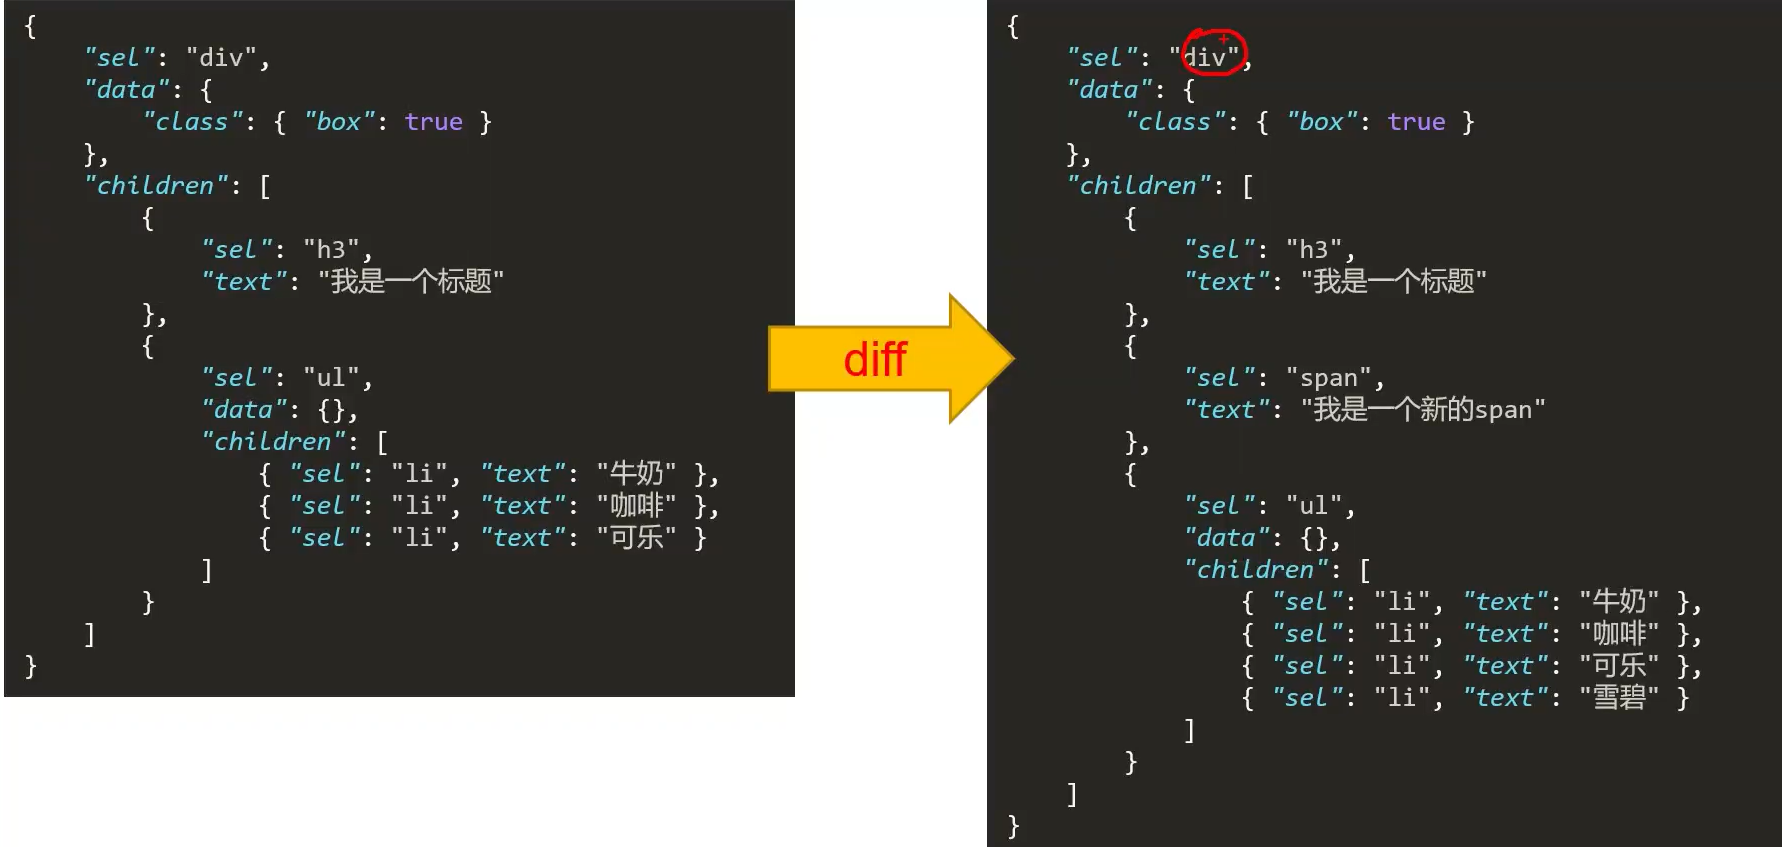 {
"sel": "div",
"data": {
"class": { "box": true }
},
"children": [
{
"sel": "h3",
"text": "我是一个标题"
},
{
"sel": "ul",
"data": {},
"children": [
{ "sel": "li", "text": "牛奶" },
{ "sel": "li", "text": "咖啡" },
{ "sel": "li", "text": "可乐" }
]
}
]
}
diff
{
"sel": "div",
"data": {
"class": { "box": true }
},
"children": [
{
"sel": "h3",
"text": "我是一个标题"
},
{
"sel": "span",
"text": "我是一个新的span"
},
{
"sel": "ul",
"data": {},
"children": [
{ "sel": "li", "text": "牛奶" },
{ "sel": "li", "text": "咖啡" },
{ "sel": "li", "text": "可乐" },
{ "sel": "li", "text": "雪碧" }
]
}
]
}